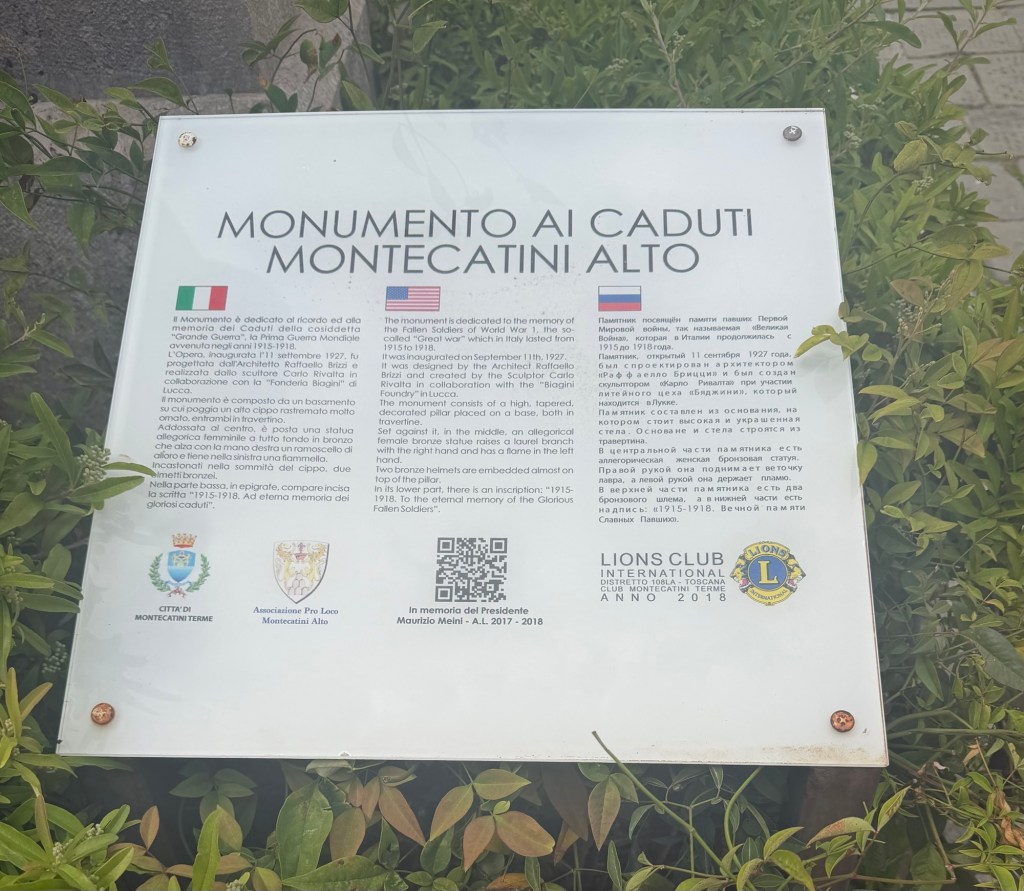 MONUMENTO AI CADUTI
MONTECATINI ALTO
Il Monumento è dedicato al ricordo ed alla
memoria dei Caduti della cosiddetta
"Grande Guerra", la Prima Guerra Mondiale
avvenuta negli anni 1915-1918.
L'Opera, inaugurata l'11 settembre 1927, fu
progettata dall'Architetto Raffaello Brizzi e
realizzata dallo scultore Carlo Rivalta in
collaborazione con la "Fonderia Biagini" di
Lucca.
Il monumento è composto da un basamento
su cui poggia un alto cippo rastremato molto
ornato, entrambi in travertino.
Addossata al centro, è posta una statua
allegorica femminile a tutto tondo in bronzo
che alza con la mano destra un ramoscello di
alloro e tiene nella sinistra una fiammella.
Incastonati nella sommità del cippo, due
elmetti bronzei.
Nella parte bassa, in epigrafe, compare incisa
la scritta "1915-1918. Ad eterna memoria dei
gloriosi caduti".
The monument is dedicated to the memory of
the Fallen Soldiers of World War 1, the so-
called "Great war" which in Italy lasted from
1915 to 1918.
It was inaugurated on September 11th, 1927.
It was designed by the Architect Raffaello
Brizzi and created by the Sculptor Carlo
Rivalta in collaboration with the "Biagini
Foundry" in Lucca.
The monument consists of a high, tapered,
decorated pillar placed on a base, both in
travertine.
Set against it, in the middle, an allegorical
female bronze statue raises a laurel branch
with the right hand and has a flame in the left
hand.
Two bronze helmets are embedded almost on
top of the pillar.
In its lower part, there is an inscription: "1915-
1918. To the eternal memory of the Glorious
Fallen Soldiers".
Памятник посвящён памяти павших Первой
Мировой войны, так называемая «Великая
Война», которая в Италии продолжилась с
1915 до 1918 года.
Памятник, открытый 11 сентября 1927 года,
был спроектирован архитектором
«Раффаелло Брицци» и был создан
скульптором «Карло Ривалта» при участии
литейного цеха «Бяджини», который
находится в Лукке.
Памятник составлен из основания, на
котором стоит высокая и украшенная
стела. Основание и стела строятся из
травертина.
В центральной части памятника есть
аллегорическая женская бронзовая статуя.
Правой рукой она поднимает веточку
лавра, а левой рукой она держает пламю.
В верхней части памятника есть два
бронзового шлема, а в нижней части есть
надпись: «1915-1918. Вечной памяти
Славных Павших».
CITTA' DI
MONTECATINI TERME
Associazione Pro Loco
Montecatini Alto
In memoria del Presidente
Maurizio Meini - A.L. 2017 - 2018
LIONS CLUB
INTERNATIONAL
DISTRETTO 108LA - TOSCANA
CLUB MONTECATINI TERME
ANNO 2018
LIONS
L
INTERNATIONAL